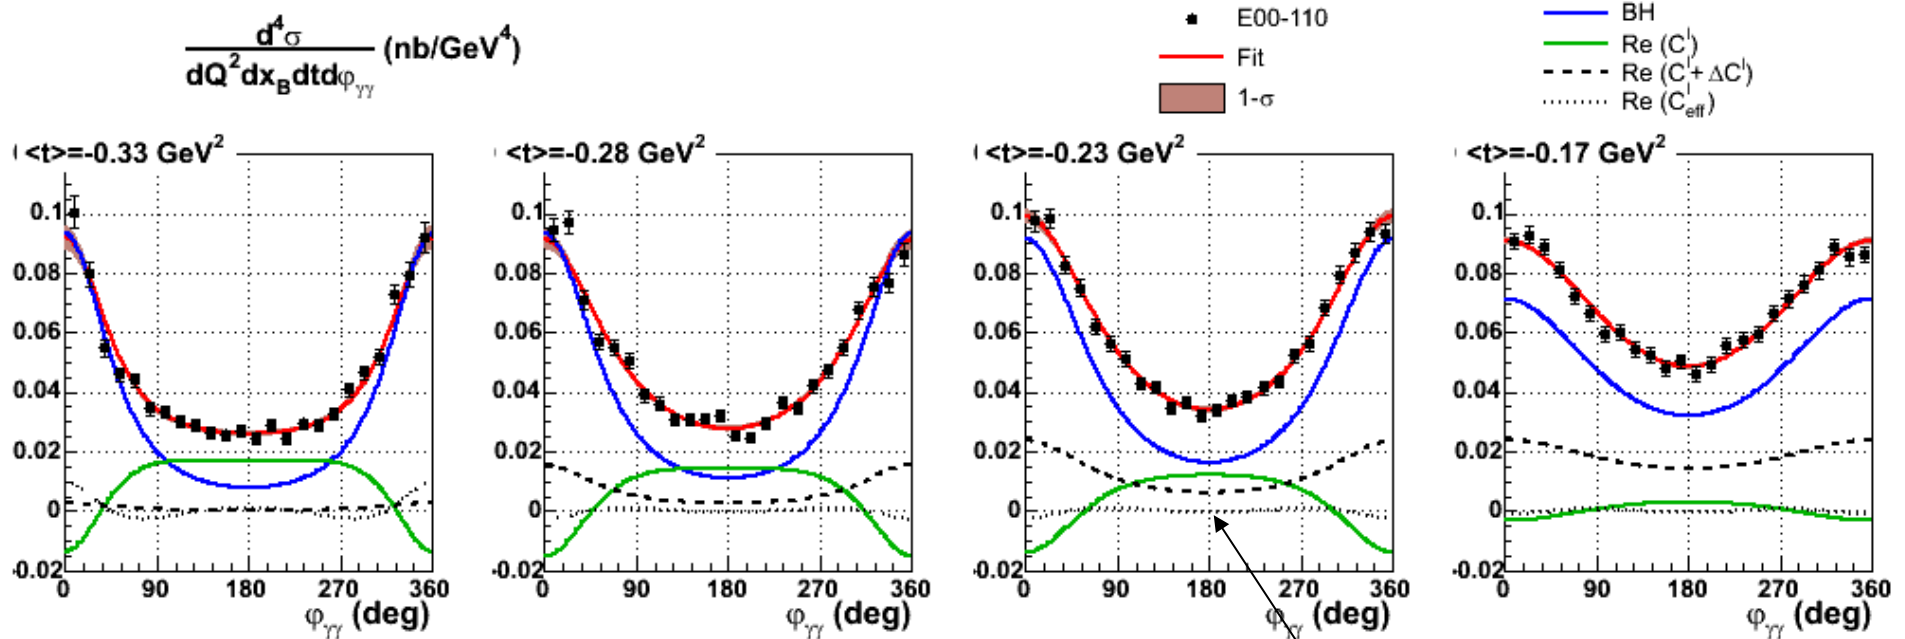 d⁴σ
dQ²dx_Bdtdφ_γγ (nb/GeV⁴)
E00-110
Fit
1-σ
BH
Re (C^I)
Re (C^I + ΔC^I)
Re (C^I_eff)
<t>=-0.33 GeV²
0.1
0.08
0.06
0.04
0.02
0
-0.02
0 90 180 270 360
φ_γγ (deg)
<t>=-0.28 GeV²
0.1
0.08
0.06
0.04
0.02
0
-0.02
0 90 180 270 360
φ_γγ (deg)
<t>=-0.23 GeV²
0.1
0.08
0.06
0.04
0.02
0
-0.02
0 90 180 270 360
φ_γγ (deg)
<t>=-0.17 GeV²
0.1
0.08
0.06
0.04
0.02
0
-0.02
0 90 180 270 360
φ_γγ (deg)